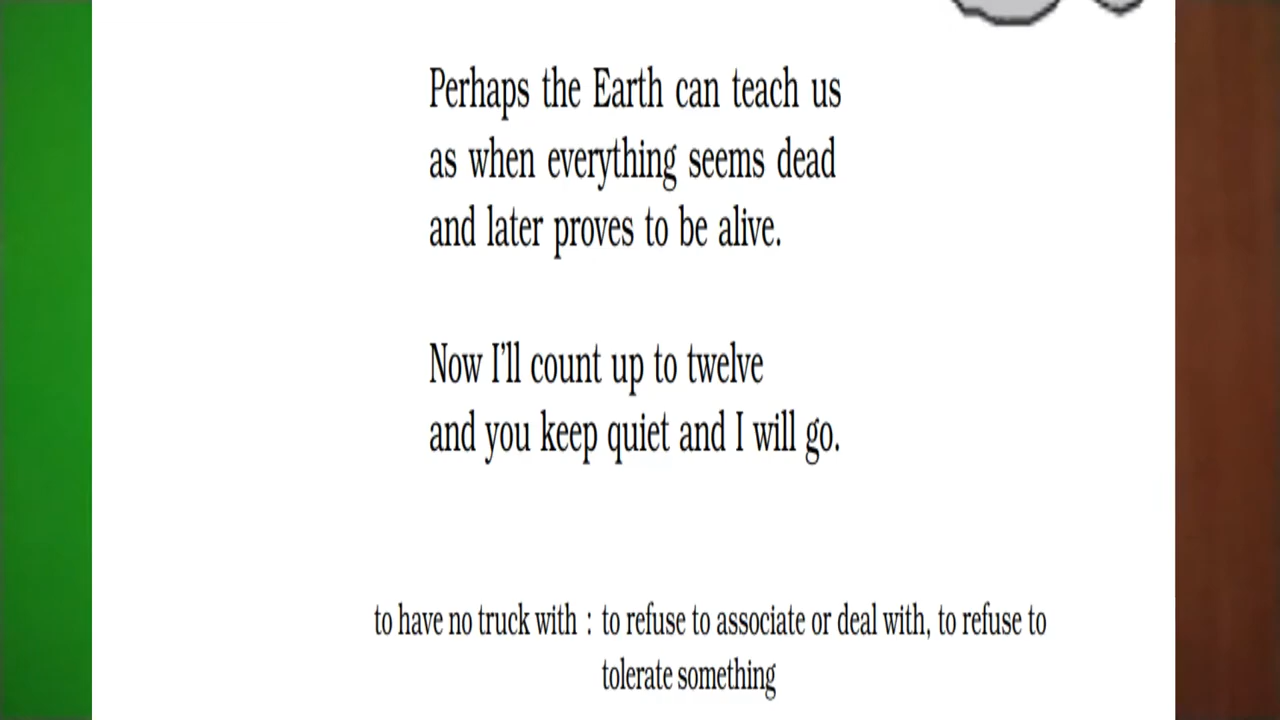 Perhaps the Earth can teach us
as when everything seems dead
and later proves to be alive.
Now I'll count up to twelve
and you keep quiet and I will go.
to have no truck with : to refuse to associate or deal with, to refuse to
tolerate something